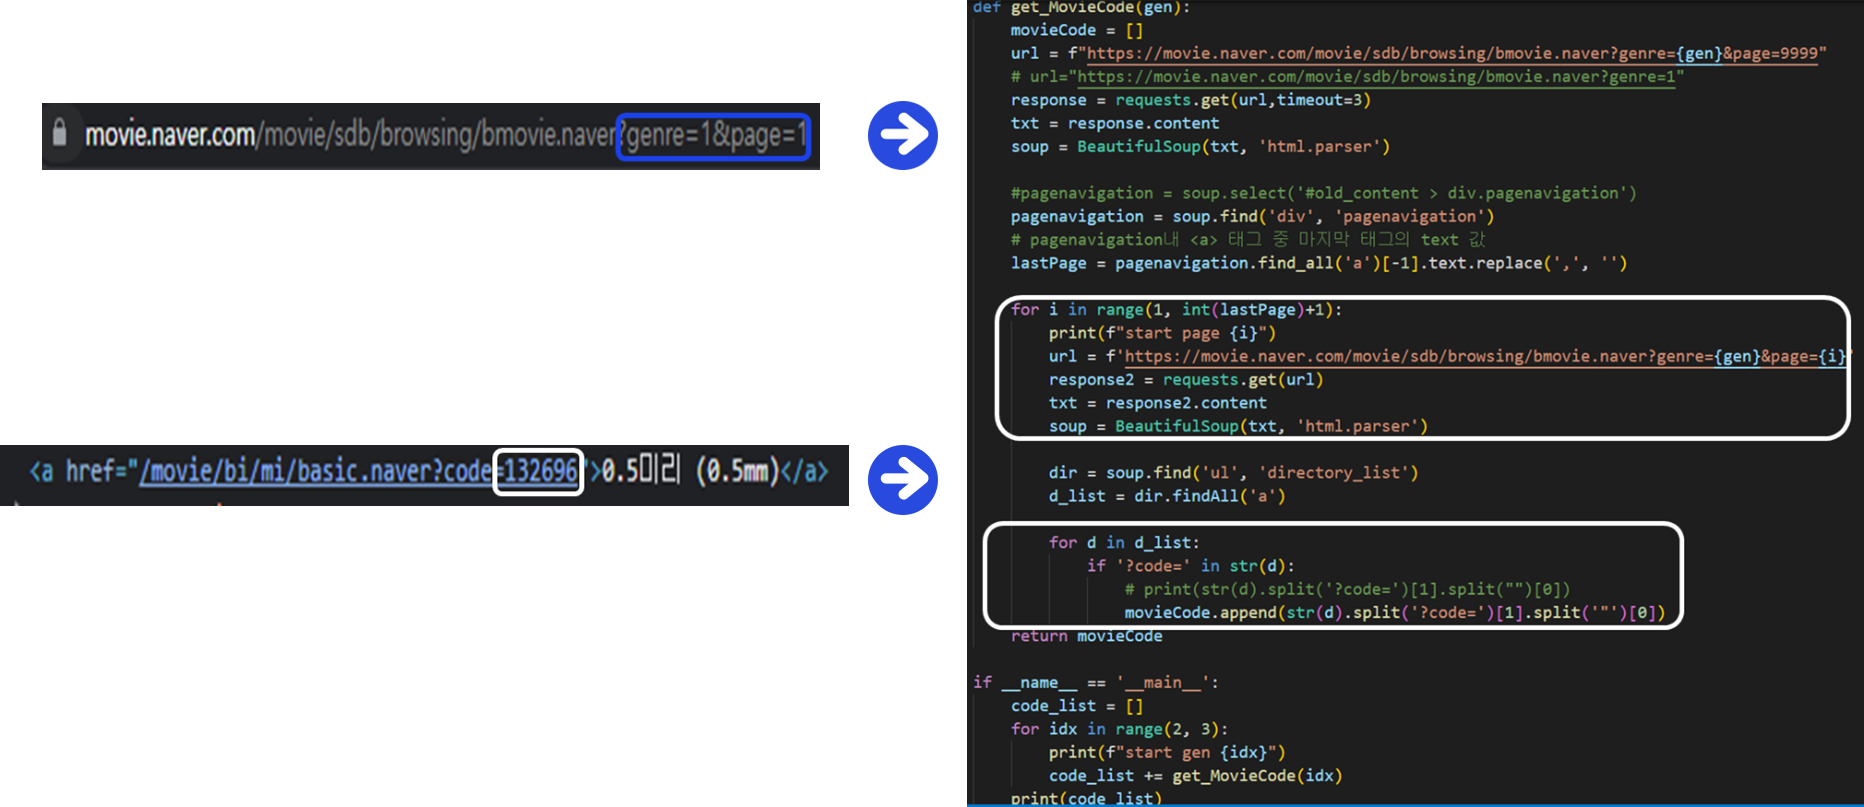 movie.naver.com/movie/sdb/browsing/bmovie.naver?genre=1&page=1
<a href="/movie/bi/mi/basic.naver?code=132696">0.5미리 (0.5mm)</a>
def get_MovieCode(gen):
movieCode = []
url = f"https://movie.naver.com/movie/sdb/browsing/bmovie.naver?genre={gen}&page=9999"
# url="https://movie.naver.com/movie/sdb/browsing/bmovie.naver?genre=1"
response = requests.get(url,timeout=3)
txt = response.content
soup = BeautifulSoup(txt, 'html.parser')
#pagenavigation = soup.select('#old_content > div.pagenavigation')
pagenavigation = soup.find('div', 'pagenavigation')
# pagenavigation내 <a> 태그 중 마지막 태그의 text 값
lastPage = pagenavigation.find_all('a')[-1].text.replace(',', '')
for i in range(1, int(lastPage)+1):
print(f"start page {i}")
url = f'https://movie.naver.com/movie/sdb/browsing/bmovie.naver?genre={gen}&page={i}'
response2 = requests.get(url)
txt = response2.content
soup = BeautifulSoup(txt, 'html.parser')
dir = soup.find('ul', 'directory_list')
d_list = dir.findAll('a')
for d in d_list:
if '?code=' in str(d):
# print(str(d).split('?code=')[1].split("")[0])
movieCode.append(str(d).split('?code=')[1].split('"')[0])
return movieCode
if __name__ == '__main__':
code_list = []
for idx in range(2, 3):
print(f"start gen {idx}")
code_list += get_MovieCode(idx)
print(code_list)